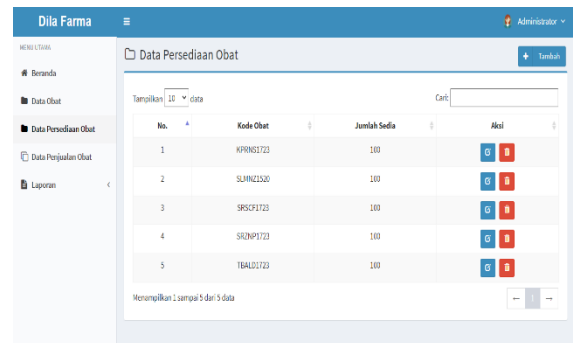 Dila Farma
Administrator
MENU UTAMA
Data Persediaan Obat
+ Tambah
Beranda
Data Obat
Data Persediaan Obat
Data Penjualan Obat
Laporan
Tampilkan 10 data
Cari:
No. Kode Obat Jumlah Sedia Aksi
1 KPRNS1723 100
2 SLMNZ1520 100
3 SRSCF1723 100
4 SRZNP1723 100
5 TBALD1723 100
Menampilkan 1 sampai 5 dari 5 data
← 1 →